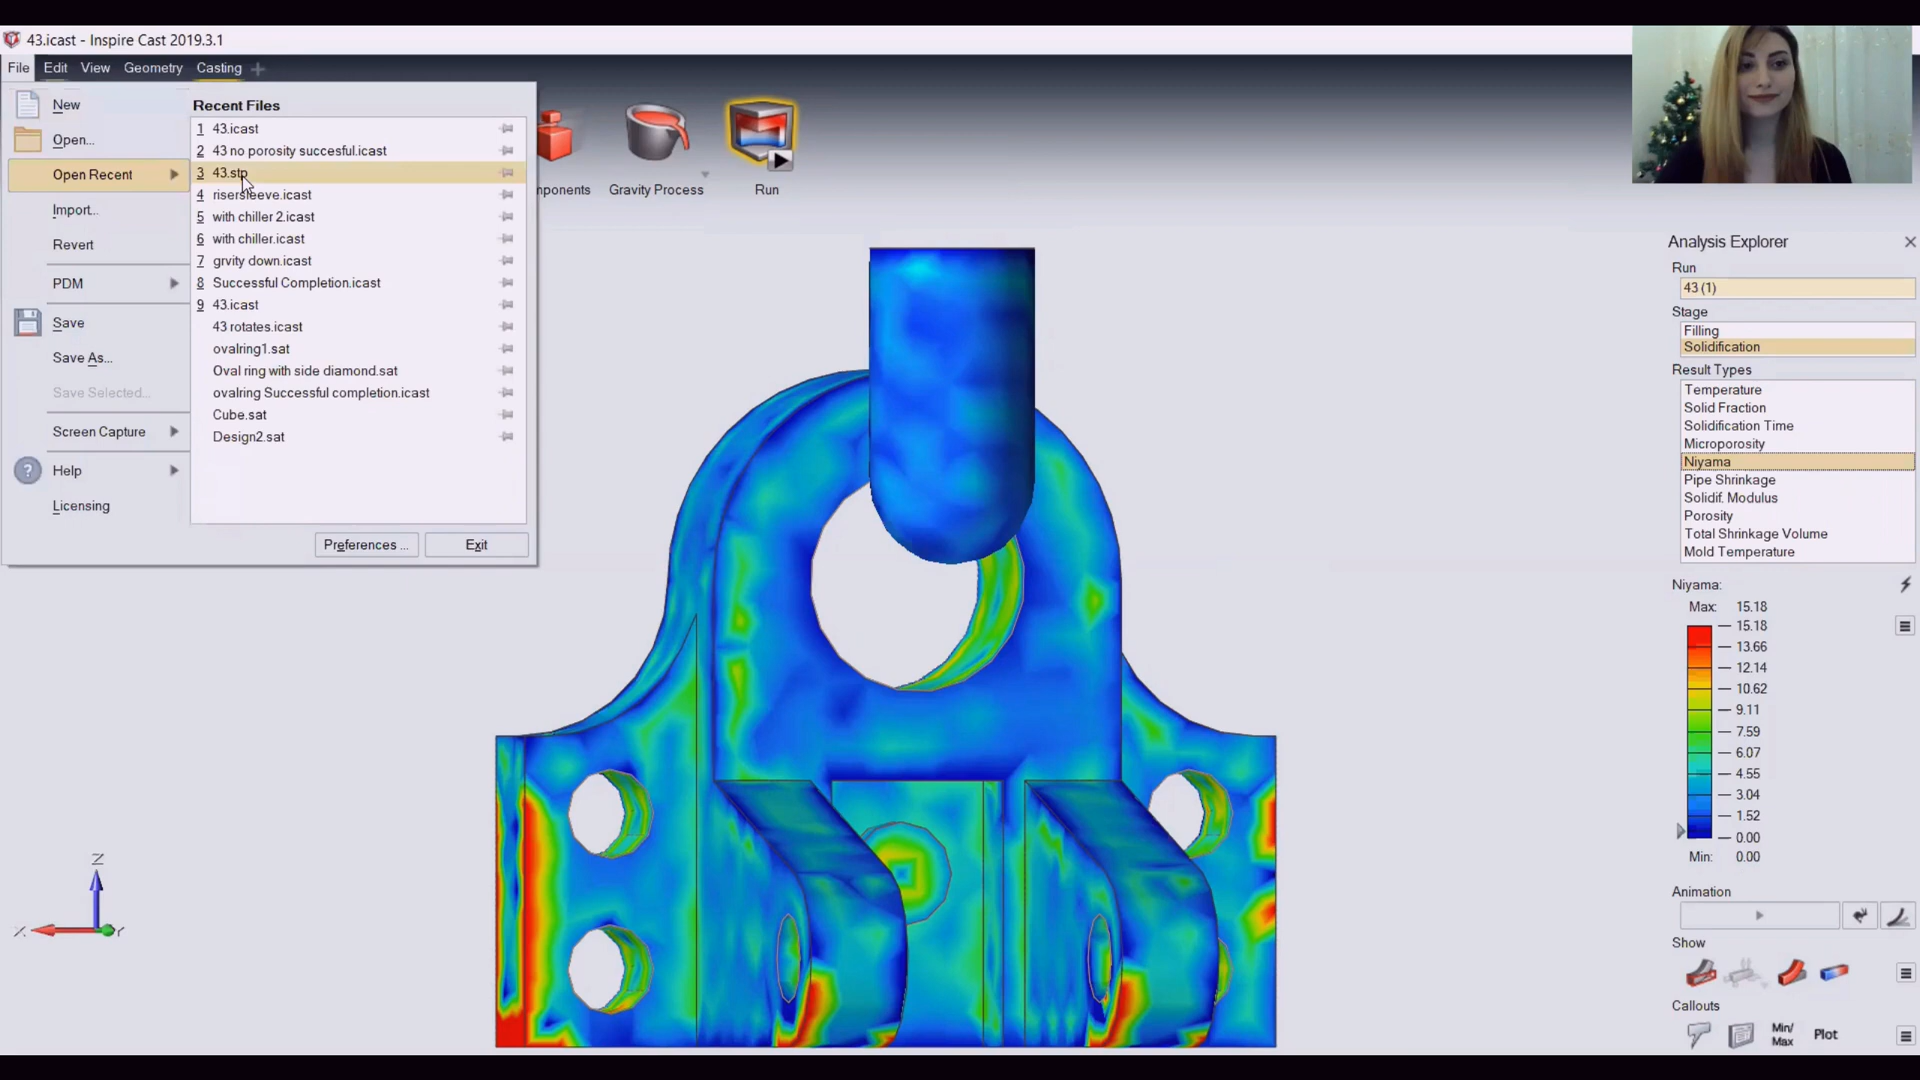 43.icast - Inspire Cast 2019.3.1
File Edit View Geometry Casting
New
Open...
Open Recent
Import...
Revert
PDM
Save
Save As...
Save Selected...
Screen Capture
Help
Licensing
Recent Files
1 43.icast
2 43 no porosity succesful.icast
3 43.stp
4 risersleeve.icast
5 with chiller 2.icast
6 with chiller.icast
7 grvity down.icast
8 Successful Completion.icast
9 43.icast
43 rotates.icast
ovalring1.sat
Oval ring with side diamond.sat
ovalring Successful completion.icast
Cube.sat
Design2.sat
Preferences ...
Exit
mponents
Gravity Process
Run
Analysis Explorer
Run
43 (1)
Stage
Filling
Solidification
Result Types
Temperature
Solid Fraction
Solidification Time
Microporosity
Niyama
Pipe Shrinkage
Solidif. Modulus
Porosity
Total Shrinkage Volume
Mold Temperature
Niyama:
Max: 15.18
15.18
13.66
12.14
10.62
9.11
7.59
6.07
4.55
3.04
1.52
0.00
Min: 0.00
Animation
Show
Callouts
Min/
Max
Plot
Z
X
Y